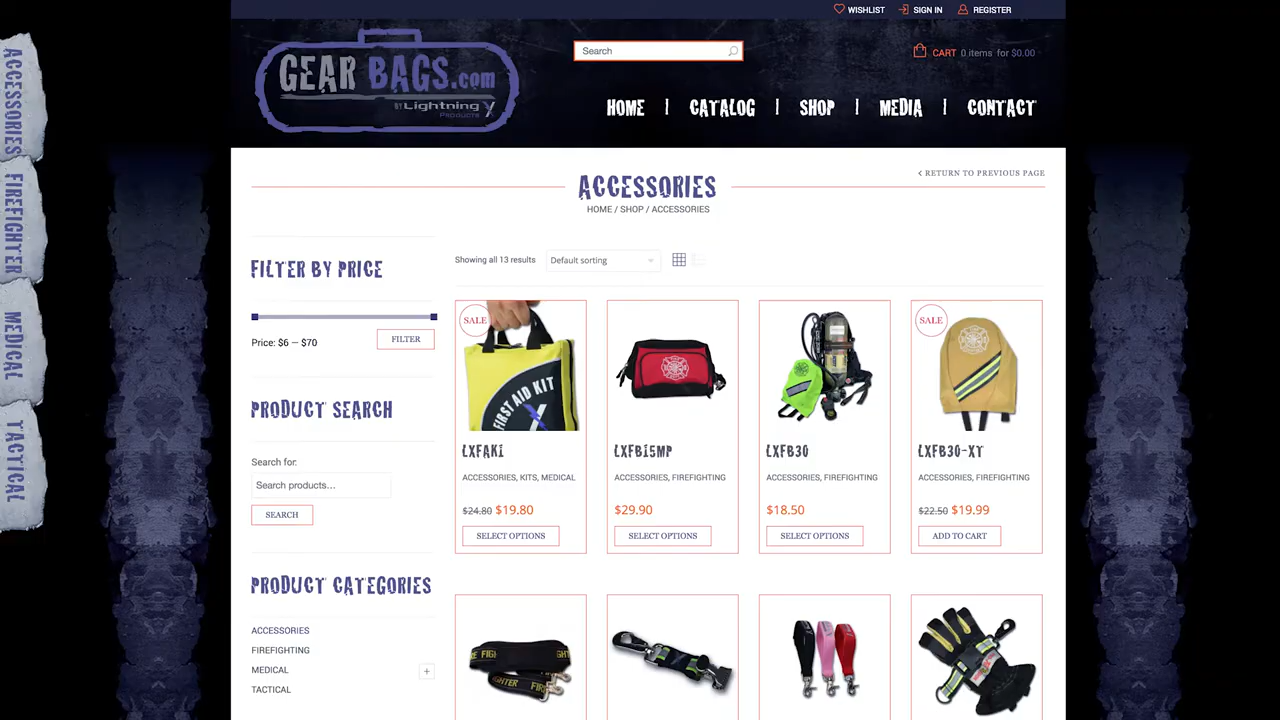 WISHLIST SIGN IN REGISTER
GEAR BAGS.com
BY Lightning X
PRODUCTS
Search
CART 0 items for $0.00
HOME | CATALOG | SHOP | MEDIA | CONTACT
ACCESSORIES
FIREFIGHTER
MEDICAL
TACTICAL
< RETURN TO PREVIOUS PAGE
ACCESSORIES
HOME / SHOP / ACCESSORIES
FILTER BY PRICE
Price: $6 — $70
FILTER
PRODUCT SEARCH
Search for:
Search products...
SEARCH
PRODUCT CATEGORIES
ACCESSORIES
FIREFIGHTING
MEDICAL
+
TACTICAL
Showing all 13 results
Default sorting
SALE
FIRST AID KIT
LXFAK1
ACCESSORIES, KITS, MEDICAL
$24.80 $19.80
SELECT OPTIONS
LXFB15MP
ACCESSORIES, FIREFIGHTING
$29.90
SELECT OPTIONS
LXFB30
ACCESSORIES, FIREFIGHTING
$18.50
SELECT OPTIONS
SALE
LXFB30-XT
ACCESSORIES, FIREFIGHTING
$22.50 $19.99
ADD TO CART